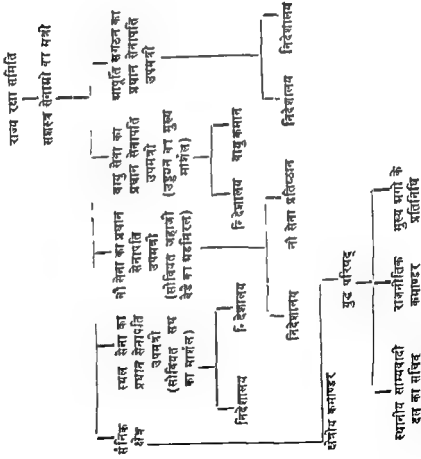 राज्य रक्षा समिति
सशस्त्र सेनाओं का मंत्री
सैनिक
क्षेत्र
स्थल सेना का
प्रधान सेनापति
उपमंत्री
(सोवियत संघ
का मार्शल)
नौ सेना का प्रधान
सेनापति
उपमंत्री
(सोवियत जहाजी
बेडे का एडमिरल)
वायु सेना का
प्रधान सेनापति
उपमंत्री
(उड्डयन का मुख्य
मार्शल)
आपूर्ति संगठन का
प्रधान सेनापति
उपमंत्री
निदेशालय
निदेशालय
निदेशालय
नौ सेना प्रतिष्ठान
निदेशालय
वायुकमान
निदेशालय
निदेशालय
क्षेत्रीय कमाण्डर
युद्ध परिषद्
स्थानीय साम्यवादी
दल का सचिव
राजनीतिक
कमाण्डर
मुख्य भागों के
प्रतिनिधि